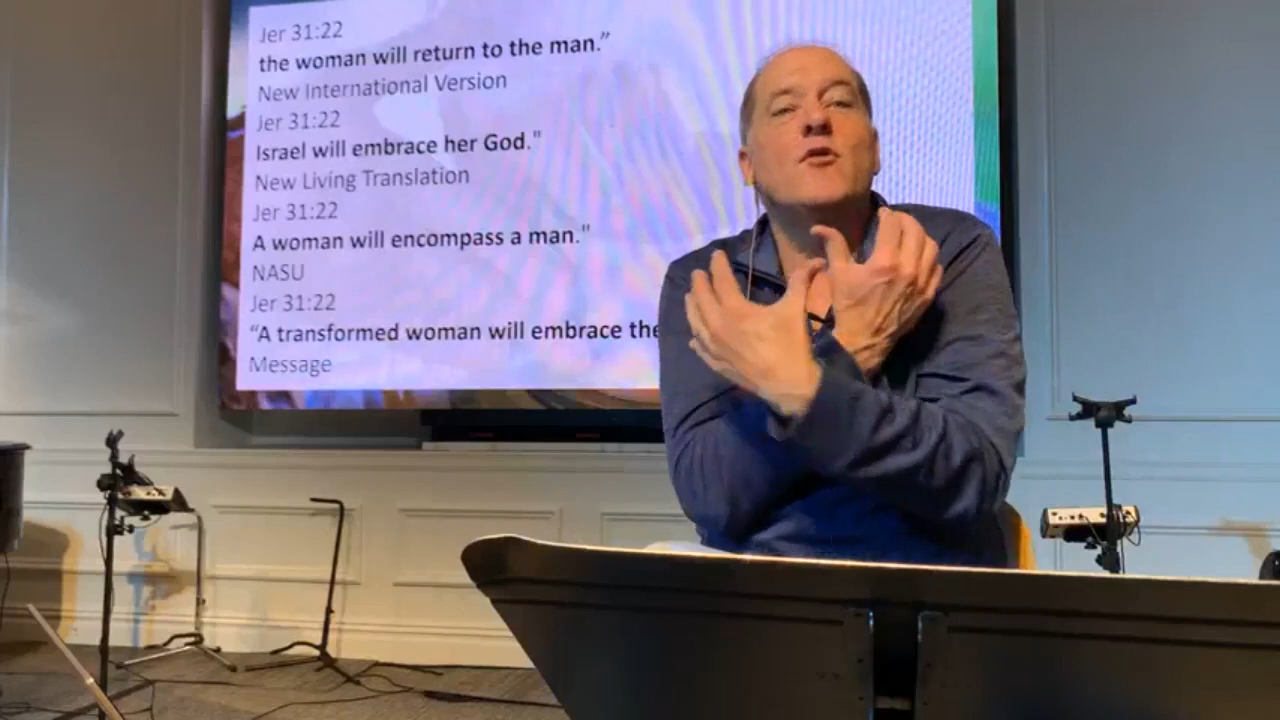 Jer 31:22
the woman will return to the man.”
New International Version
Jer 31:22
Israel will embrace her God."
New Living Translation
Jer 31:22
A woman will encompass a man."
NASU
Jer 31:22
“A transformed woman will embrace the
Message